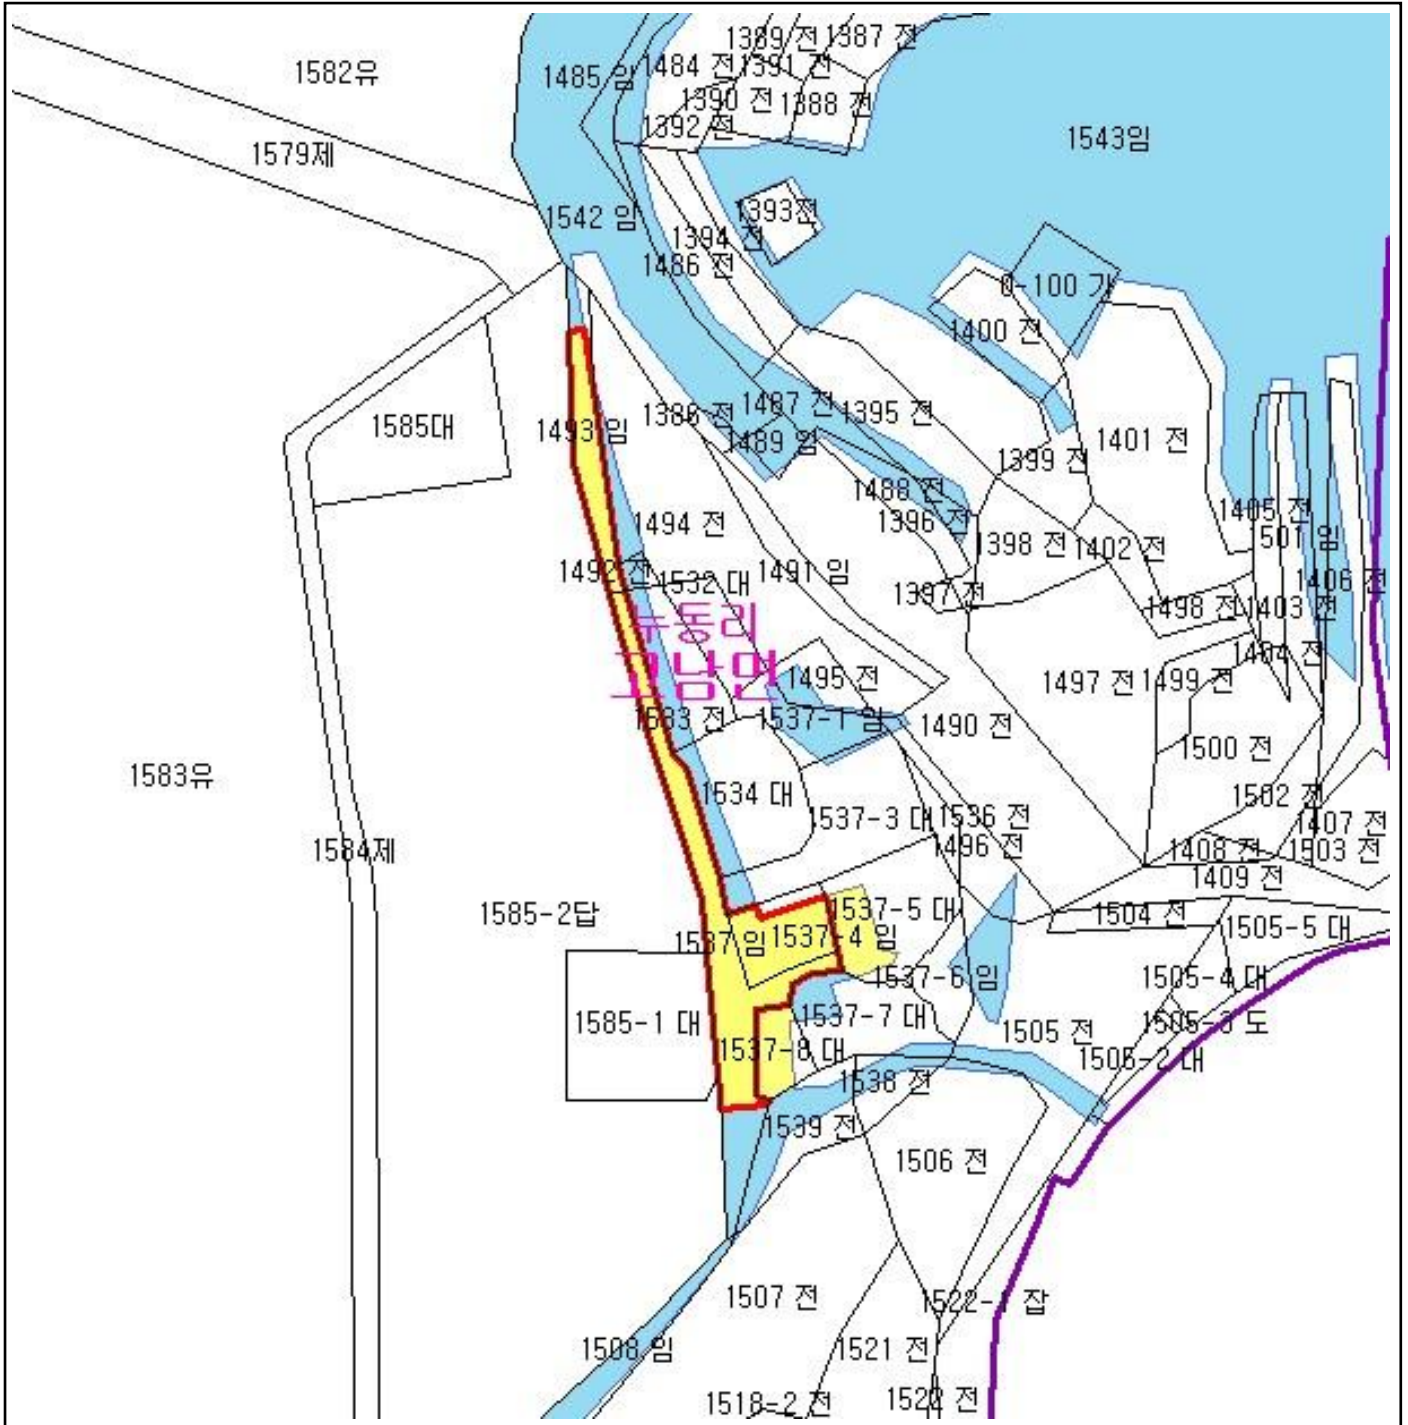 1389 전
1387 전
1582유
1485 임
1484 전
1391 전
1390 전
1388 전
1392 전
1543임
1579제
1542 임
1393전
1394 전
1486 전
0-100 가
1400 전
1585대
1493 임
1386 전
1487 전
1395 전
1489 임
1401 전
1399 전
1488 전
1396 전
1405 전
1494 전
1398 전
1402 전
1501 임
1492 전
1532 대
1491 임
1406 전
1397 전
1498 전
1403 전
누동리
고남면
1404 전
1495 전
1497 전
1499 전
1533 전
1537-1 임
1490 전
1500 전
1583유
1534 대
1502 전
1537-3 대
1536 전
1407 전
1584제
1496 전
1408 전
1503 전
1409 전
1585-2답
1537-5 대
1504 전
1505-5 대
1537 임
1537-4 임
1537-6 임
1505-4 대
1585-1 대
1537-7 대
1505 전
1505-3 도
1537-8 대
1505-2 대
1538 전
1539 전
1506 전
1507 전
1522-1 잡
1508 임
1521 전
1518-2 전
1522 전